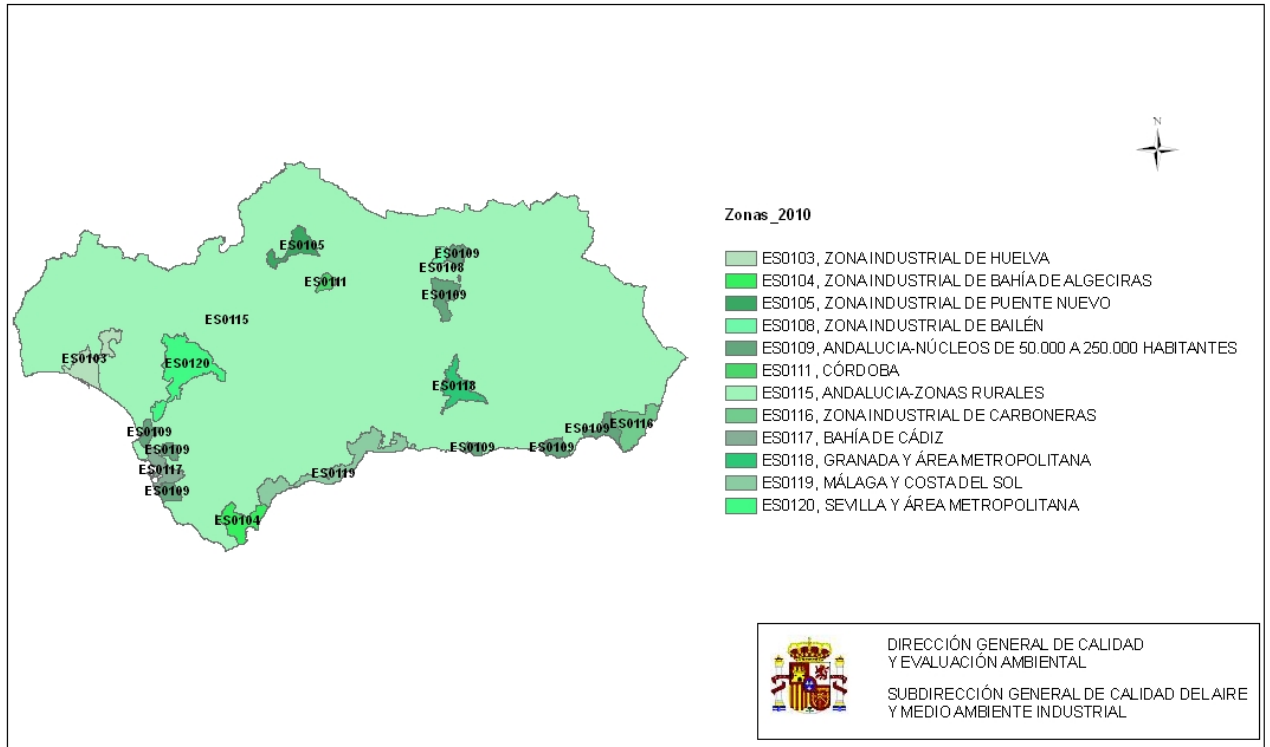 N
Zonas_2010
ES0103, ZONA INDUSTRIAL DE HUELVA
ES0104, ZONA INDUSTRIAL DE BAHÍA DE ALGECIRAS
ES0105, ZONA INDUSTRIAL DE PUENTE NUEVO
ES0108, ZONA INDUSTRIAL DE BAILÉN
ES0109, ANDALUCIA-NÚCLEOS DE 50.000 A 250.000 HABITANTES
ES0111, CÓRDOBA
ES0115, ANDALUCIA-ZONAS RURALES
ES0116, ZONA INDUSTRIAL DE CARBONERAS
ES0117, BAHÍA DE CÁDIZ
ES0118, GRANADA Y ÁREA METROPOLITANA
ES0119, MÁLAGA Y COSTA DEL SOL
ES0120, SEVILLA Y ÁREA METROPOLITANA
ES0105
ES0109
ES0108
ES0111
ES0109
ES0115
ES0103
ES0120
ES0118
ES0109
ES0109
ES0116
ES0109
ES0109
ES0109
ES0117
ES0119
ES0109
ES0104
DIRECCIÓN GENERAL DE CALIDAD
Y EVALUACIÓN AMBIENTAL
SUBDIRECCIÓN GENERAL DE CALIDAD DEL AIRE
Y MEDIO AMBIENTE INDUSTRIAL